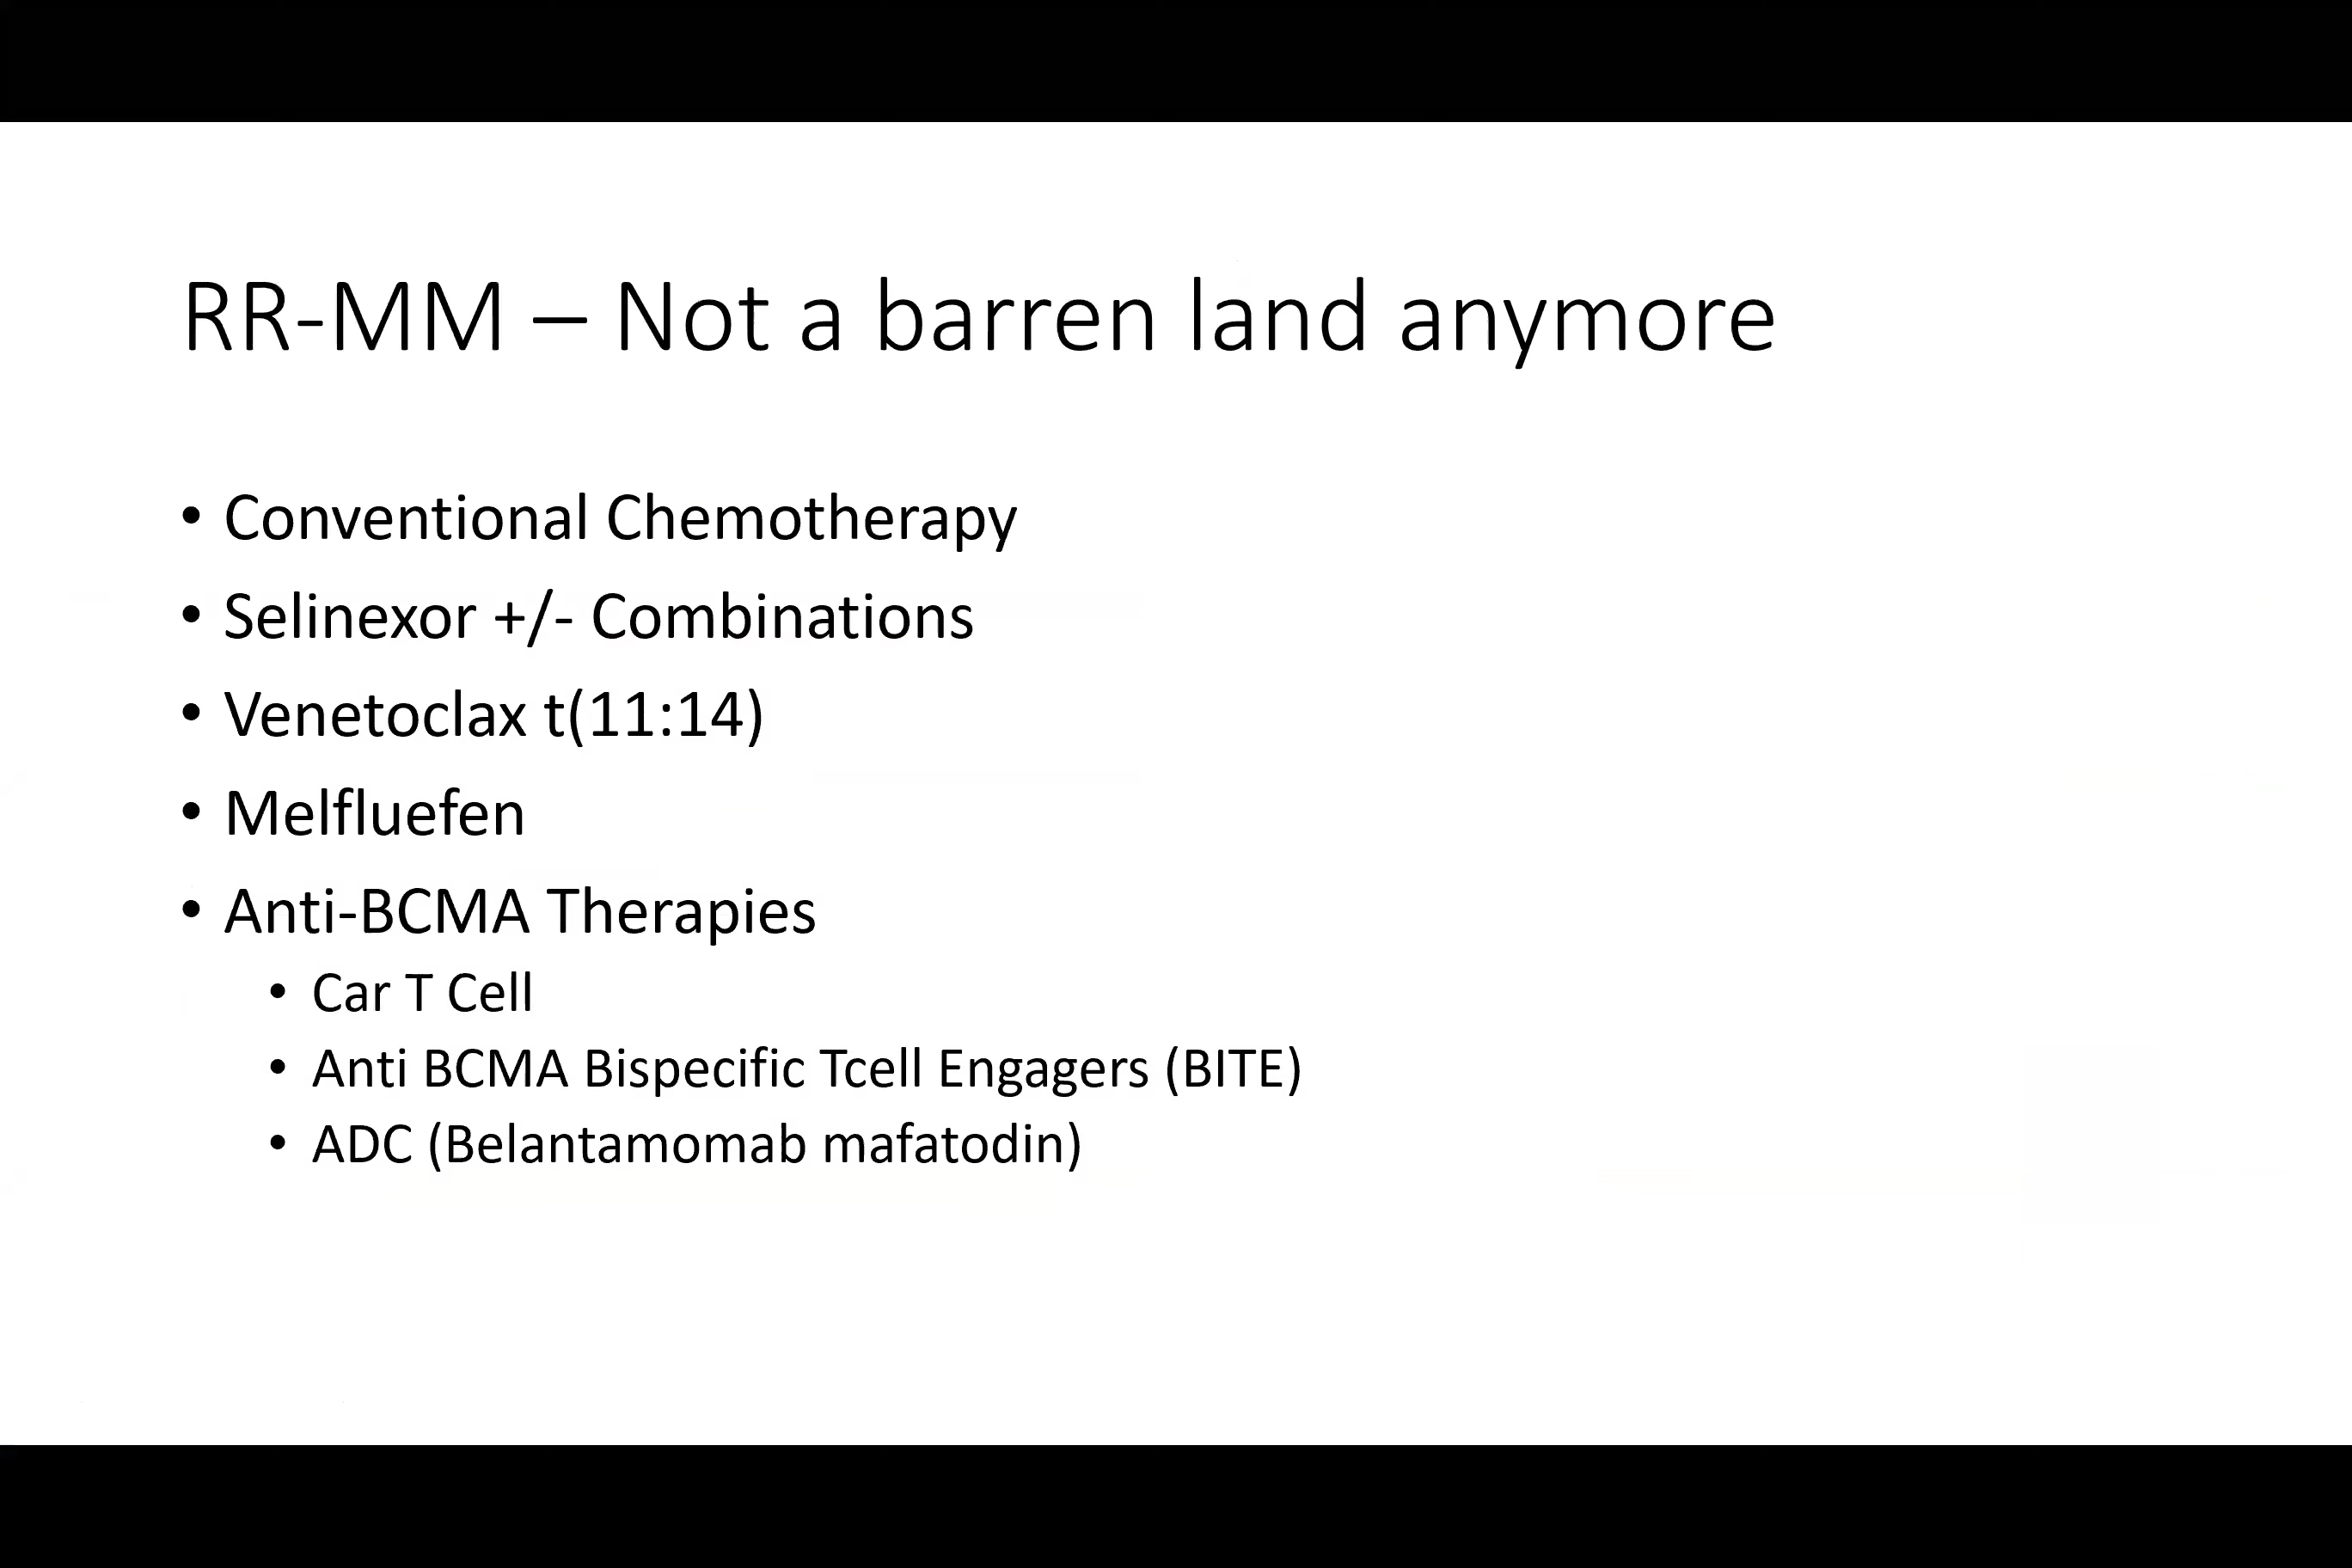 RR-MM – Not a barren land anymore
• Conventional Chemotherapy
• Selinexor +/- Combinations
• Venetoclax t(11:14)
• Melfluefen
• Anti-BCMA Therapies
• Car T Cell
• Anti BCMA Bispecific Tcell Engagers (BITE)
• ADC (Belantamomab mafatodin)